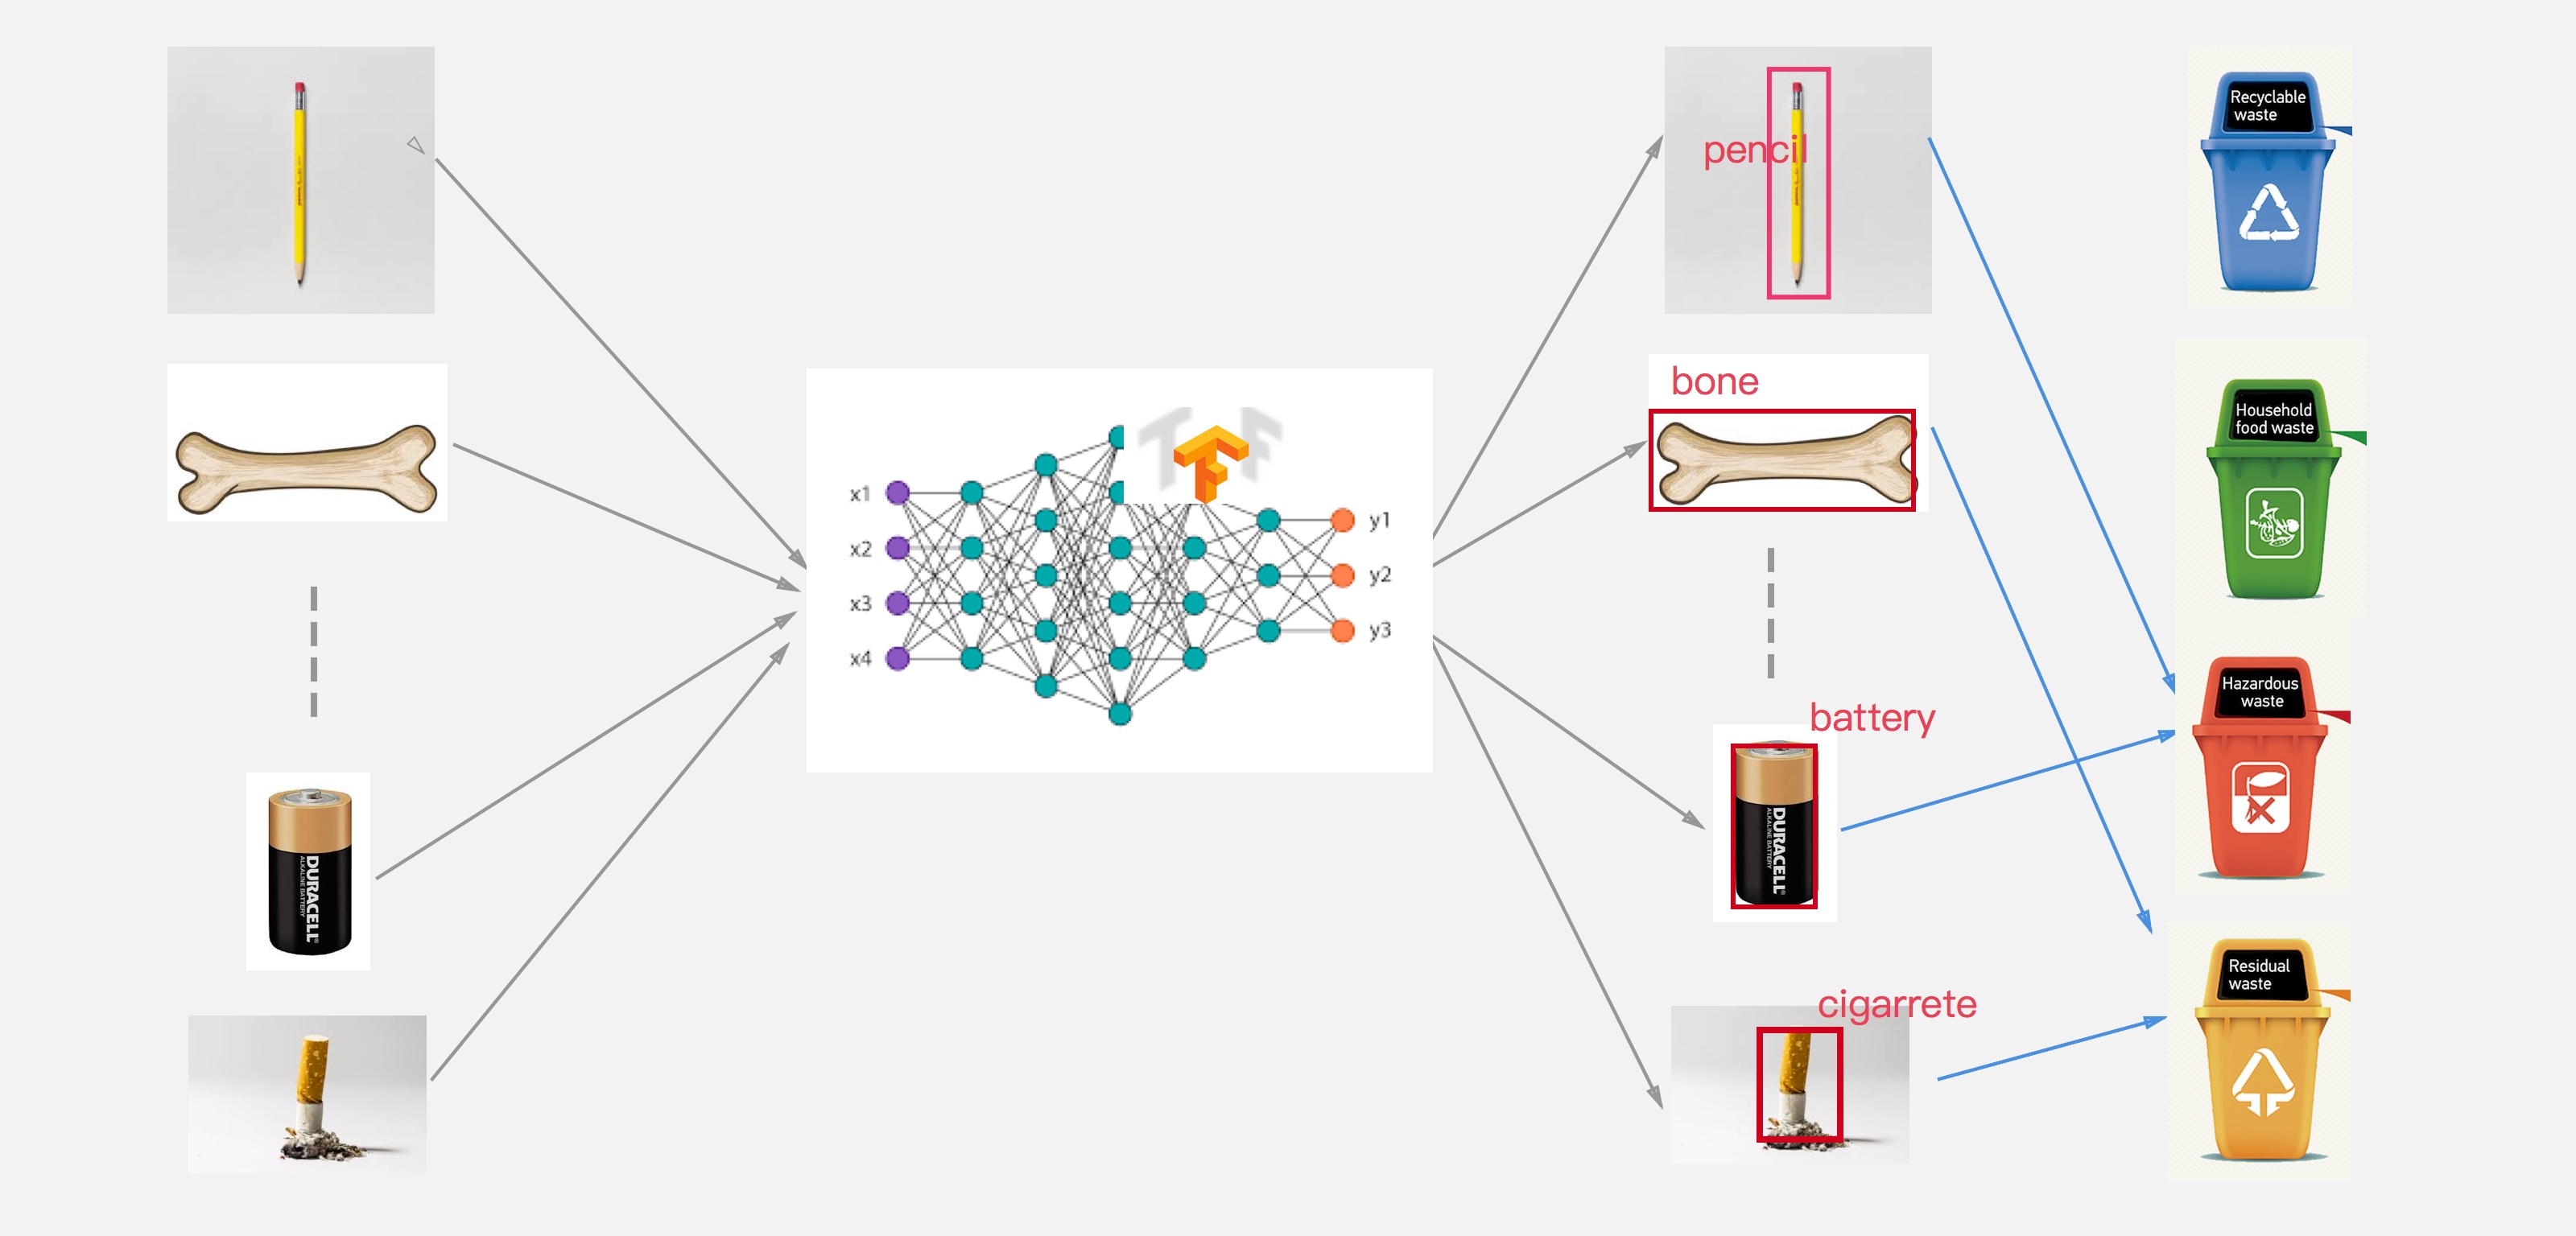 pencil
Recyclable
waste
bone
Household
food waste
x1
x2
x3
x4
y1
y2
y3
Hazardous
waste
battery
DURACELL®
ALKALINE BATTERY
DURACELL®
ALKALINE BATTERY
Residual
waste
cigarrete